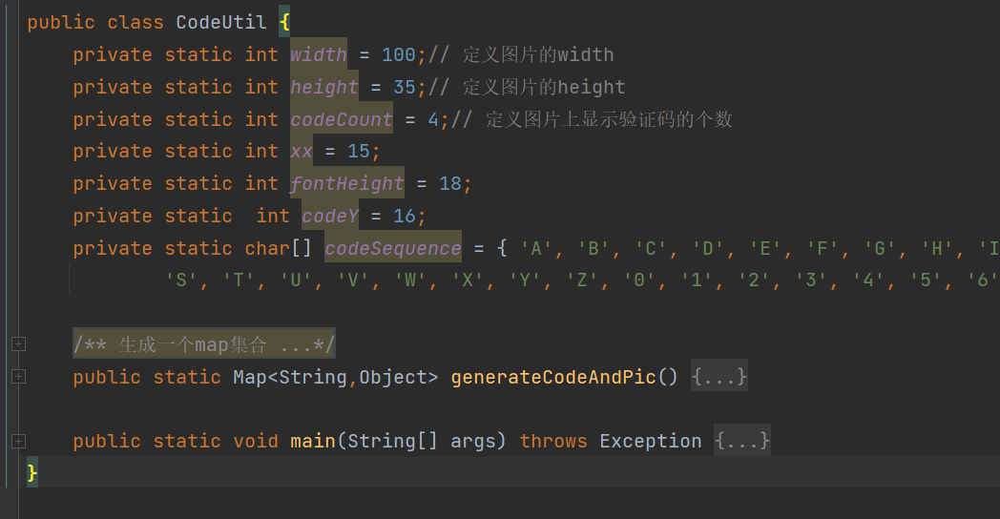 public class CodeUtil {
private static int width = 100;// 定义图片的width
private static int height = 35;// 定义图片的height
private static int codeCount = 4;// 定义图片上显示验证码的个数
private static int xx = 15;
private static int fontHeight = 18;
private static  int codeY = 16;
private static char[] codeSequence = { 'A', 'B', 'C', 'D', 'E', 'F', 'G', 'H', 'I
'S', 'T', 'U', 'V', 'W', 'X', 'Y', 'Z', '0', '1', '2', '3', '4', '5', '6'
/** 生成一个map集合 ...*/
public static Map<String,Object> generateCodeAndPic() {...}
public static void main(String[] args) throws Exception {...}
}